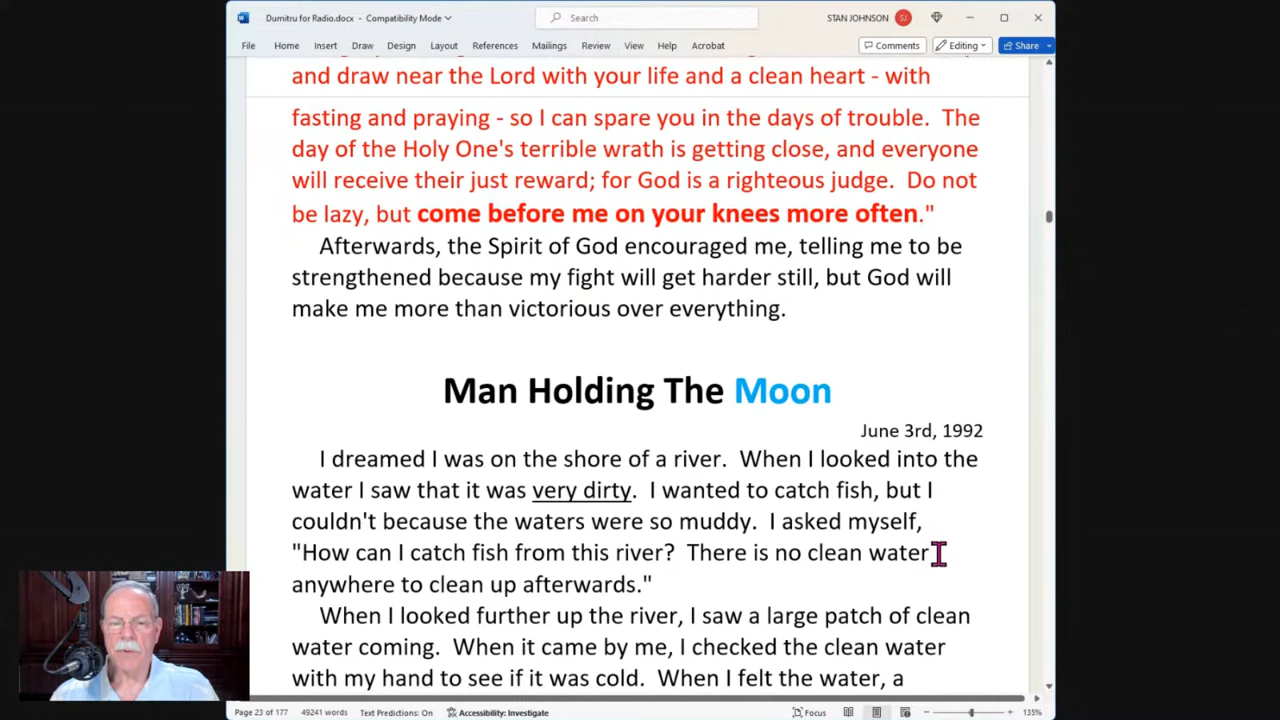 Dumitru for Radio.docx • Compatibility Mode
Search
STAN JOHNSON
SJ
File Home Insert Draw Design Layout References Mailings Review View Help Acrobat
Comments
Editing
Share
and draw near the Lord with your life and a clean heart - with
fasting and praying - so I can spare you in the days of trouble. The
day of the Holy One's terrible wrath is getting close, and everyone
will receive their just reward; for God is a righteous judge. Do not
be lazy, but come before me on your knees more often."
Afterwards, the Spirit of God encouraged me, telling me to be
strengthened because my fight will get harder still, but God will
make me more than victorious over everything.
Man Holding The Moon
June 3rd, 1992
I dreamed I was on the shore of a river. When I looked into the
water I saw that it was very dirty. I wanted to catch fish, but I
couldn't because the waters were so muddy. I asked myself,
"How can I catch fish from this river? There is no clean water
anywhere to clean up afterwards."
When I looked further up the river, I saw a large patch of clean
water coming. When it came by me, I checked the clean water
with my hand to see if it was cold. When I felt the water, a
Page 23 of 177 49241 words Text Predictions: On Accessibility: Investigate
Focus
135%